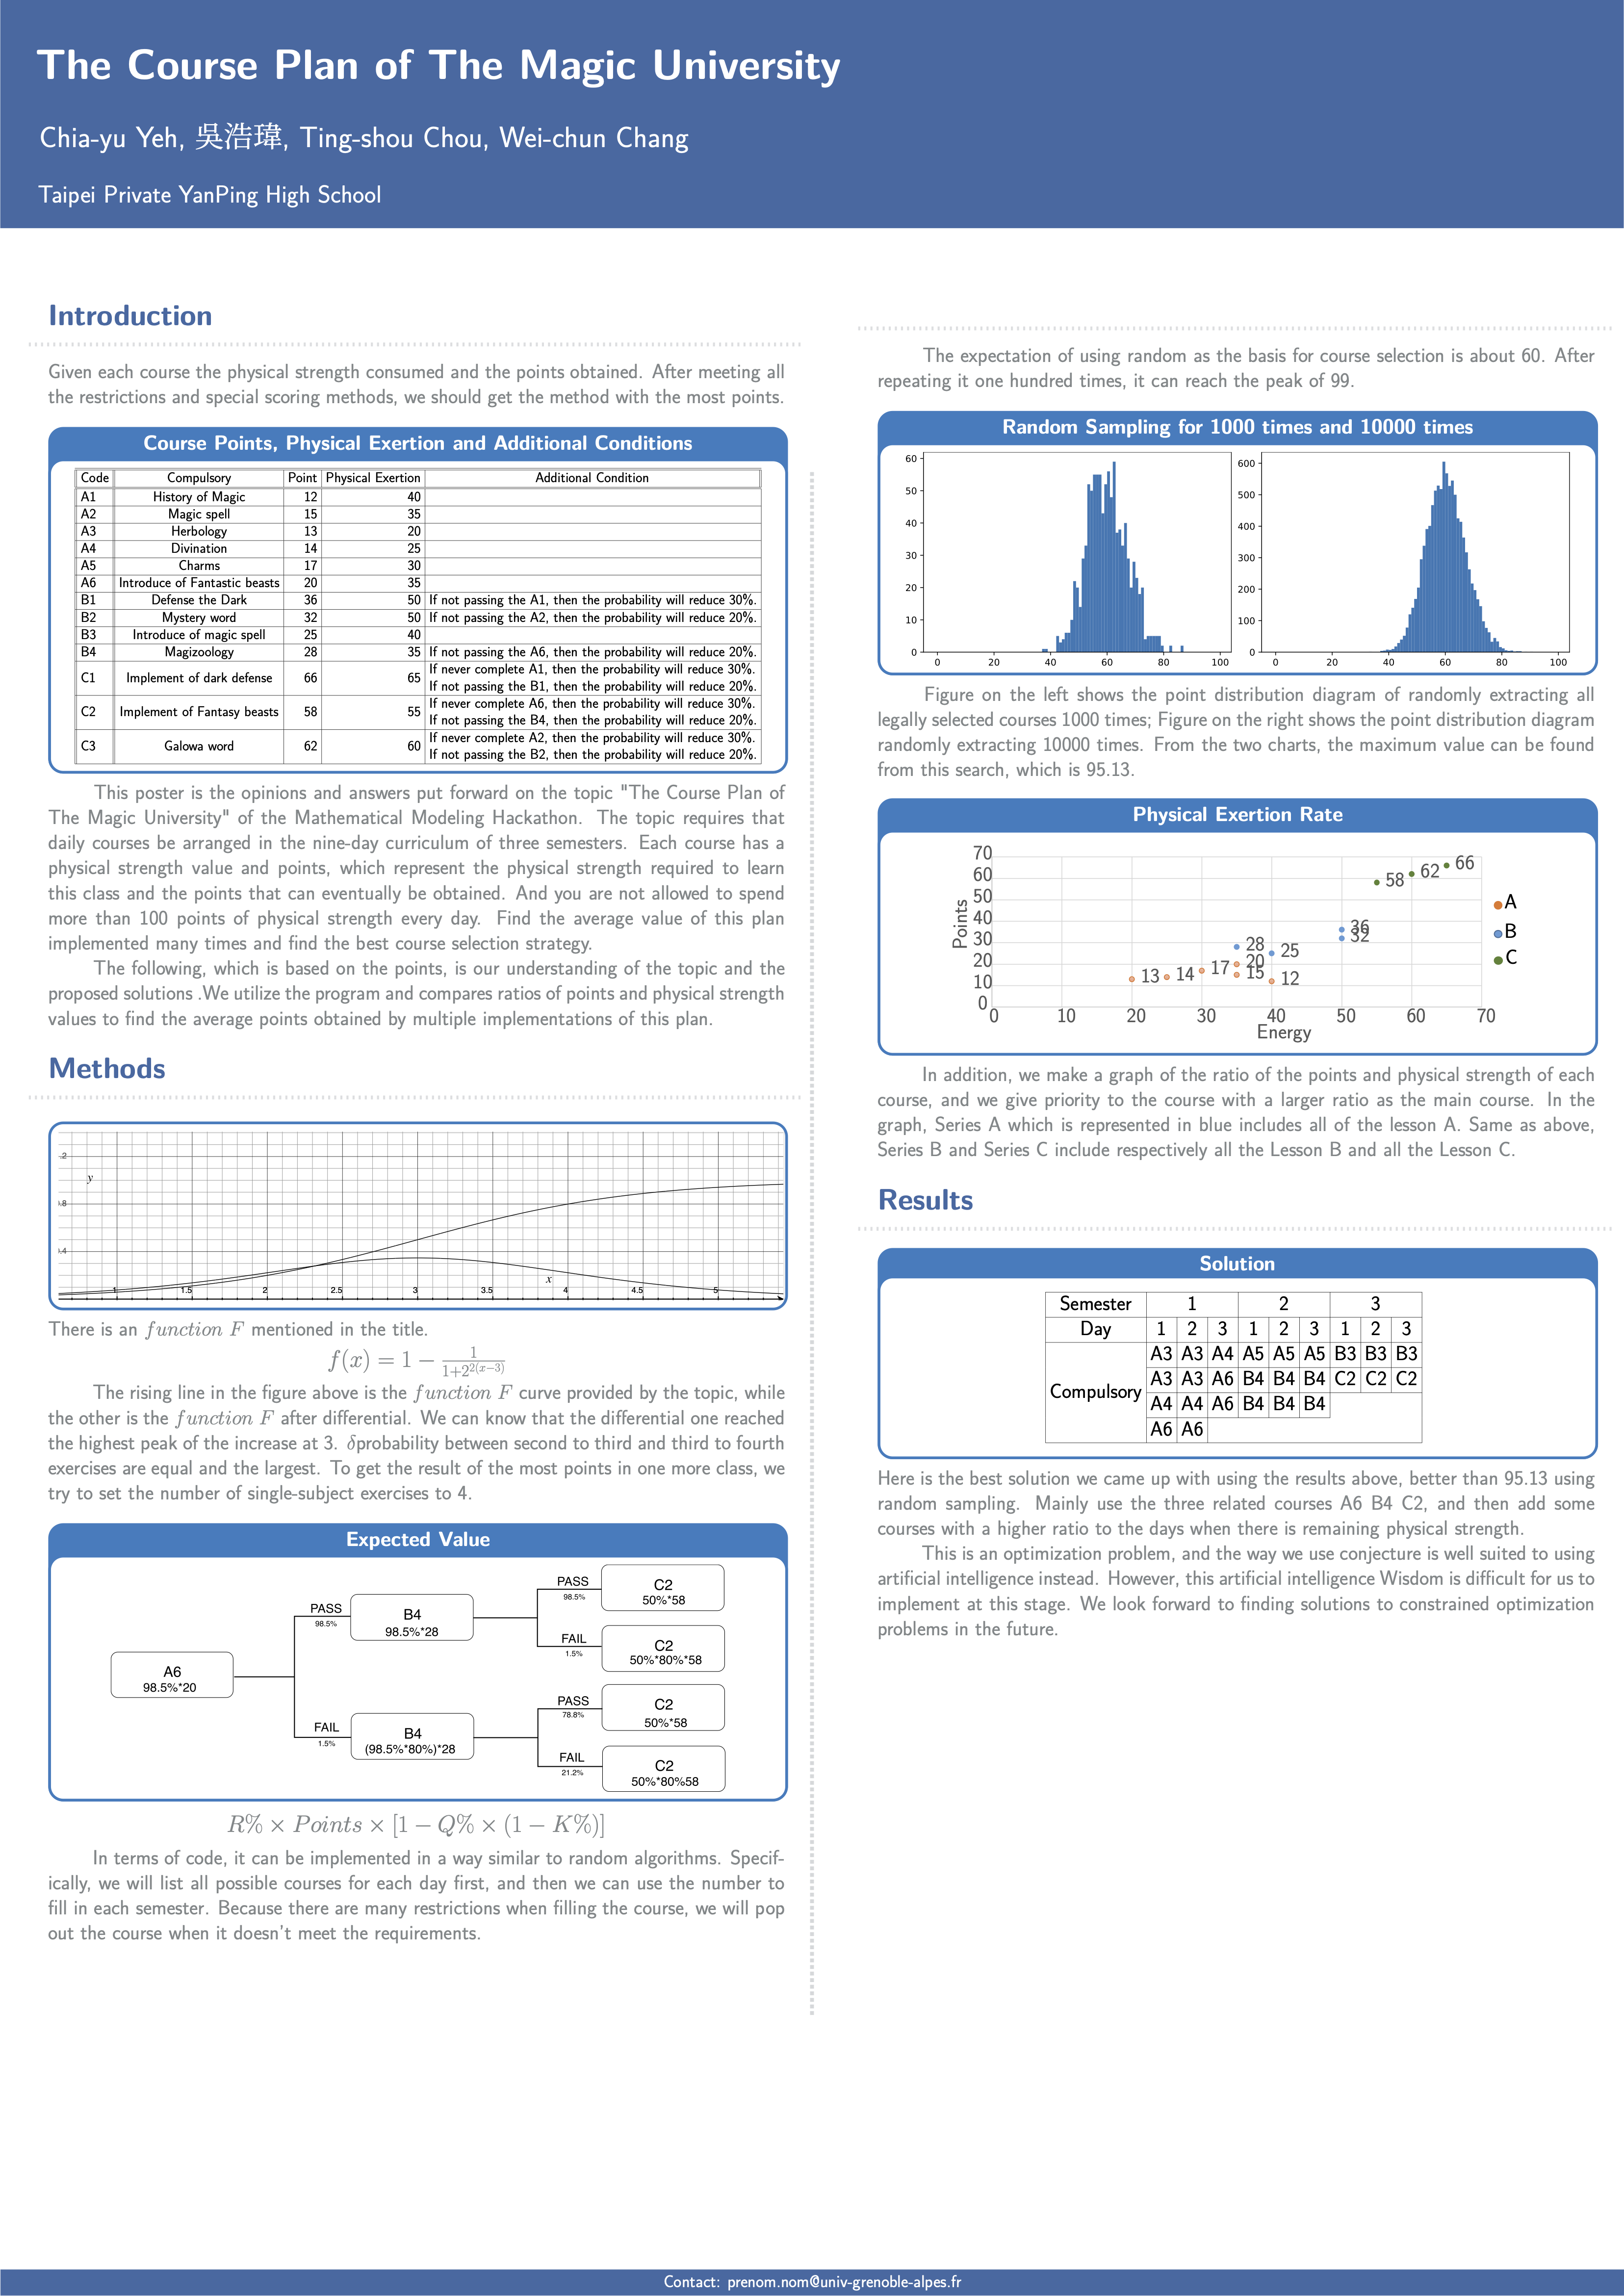 The Course Plan of The Magic University
Chia-yu Yeh, 吳浩瑋, Ting-shou Chou, Wei-chun Chang
Taipei Private YanPing High School
Introduction
Given each course the physical strength consumed and the points obtained. After meeting all
the restrictions and special scoring methods, we should get the method with the most points.
Course Points, Physical Exertion and Additional Conditions
Code Compulsory Point Physical Exertion Additional Condition
A1 History of Magic 12 40
A2 Magic spell 15 35
A3 Herbology 13 20
A4 Divination 14 25
A5 Charms 17 30
A6 Introduce of Fantastic beasts 20 35
B1 Defense the Dark 36 50 If not passing the A1, then the probability will reduce 30%.
B2 Mystery word 32 50 If not passing the A2, then the probability will reduce 20%.
B3 Introduce of magic spell 25 40
B4 Magizoology 28 35 If not passing the A6, then the probability will reduce 20%.
C1 Implement of dark defense 66 65 If never complete A1, then the probability will reduce 30%.
If not passing the B1, then the probability will reduce 20%.
C2 Implement of Fantasy beasts 58 55 If never complete A6, then the probability will reduce 30%.
If not passing the B4, then the probability will reduce 20%.
C3 Galowa word 62 60 If never complete A2, then the probability will reduce 30%.
If not passing the B2, then the probability will reduce 20%.
This poster is the opinions and answers put forward on the topic "The Course Plan of
The Magic University" of the Mathematical Modeling Hackathon. The topic requires that
daily courses be arranged in the nine-day curriculum of three semesters. Each course has a
physical strength value and points, which represent the physical strength required to learn
this class and the points that can eventually be obtained. And you are not allowed to spend
more than 100 points of physical strength every day. Find the average value of this plan
implemented many times and find the best course selection strategy.
The following, which is based on the points, is our understanding of the topic and the
proposed solutions .We utilize the program and compares ratios of points and physical strength
values to find the average points obtained by multiple implementations of this plan.
Methods
.2
y
0.8
0.4
x
1 1.5 2 2.5 3 3.5 4 4.5 5
There is an function F mentioned in the title.
f(x) = 1 − 1/(1+2^{2(x−3)})
The rising line in the figure above is the function F curve provided by the topic, while
the other is the function F after differential. We can know that the differential one reached
the highest peak of the increase at 3. δprobability between second to third and third to fourth
exercises are equal and the largest. To get the result of the most points in one more class, we
try to set the number of single-subject exercises to 4.
Expected Value
A6
98.5%*20
PASS
98.5%
B4
98.5%*28
PASS
98.5%
C2
50%*58
FAIL
1.5%
C2
50%*80%*58
FAIL
1.5%
B4
(98.5%*80%)*28
PASS
78.8%
C2
50%*58
FAIL
21.2%
C2
50%*80%58
R% × Points × [1 − Q% × (1 − K%)]
In terms of code, it can be implemented in a way similar to random algorithms. Specif-
ically, we will list all possible courses for each day first, and then we can use the number to
fill in each semester. Because there are many restrictions when filling the course, we will pop
out the course when it doesn't meet the requirements.
The expectation of using random as the basis for course selection is about 60. After
repeating it one hundred times, it can reach the peak of 99.
Random Sampling for 1000 times and 10000 times
60
50
40
30
20
10
0
0 20 40 60 80 100
600
500
400
300
200
100
0
0 20 40 60 80 100
Figure on the left shows the point distribution diagram of randomly extracting all
legally selected courses 1000 times; Figure on the right shows the point distribution diagram
randomly extracting 10000 times. From the two charts, the maximum value can be found
from this search, which is 95.13.
Physical Exertion Rate
70
60
50
40
30
20
10
0
Points
0 10 20 30 40 50 60 70
Energy
13 14 17 20 15 12
28 25 36 32
58 62 66
A
B
C
In addition, we make a graph of the ratio of the points and physical strength of each
course, and we give priority to the course with a larger ratio as the main course. In the
graph, Series A which is represented in blue includes all of the lesson A. Same as above,
Series B and Series C include respectively all the Lesson B and all the Lesson C.
Results
Solution
Semester 1 2 3
Day 1 2 3 1 2 3 1 2 3
Compulsory A3 A3 A4 A5 A5 A5 B3 B3 B3
A3 A3 A6 B4 B4 B4 C2 C2 C2
A4 A4 A6 B4 B4 B4
A6 A6
Here is the best solution we came up with using the results above, better than 95.13 using
random sampling. Mainly use the three related courses A6 B4 C2, and then add some
courses with a higher ratio to the days when there is remaining physical strength.
This is an optimization problem, and the way we use conjecture is well suited to using
artificial intelligence instead. However, this artificial intelligence Wisdom is difficult for us to
implement at this stage. We look forward to finding solutions to constrained optimization
problems in the future.
Contact: prenom.nom@univ-grenoble-alpes.fr